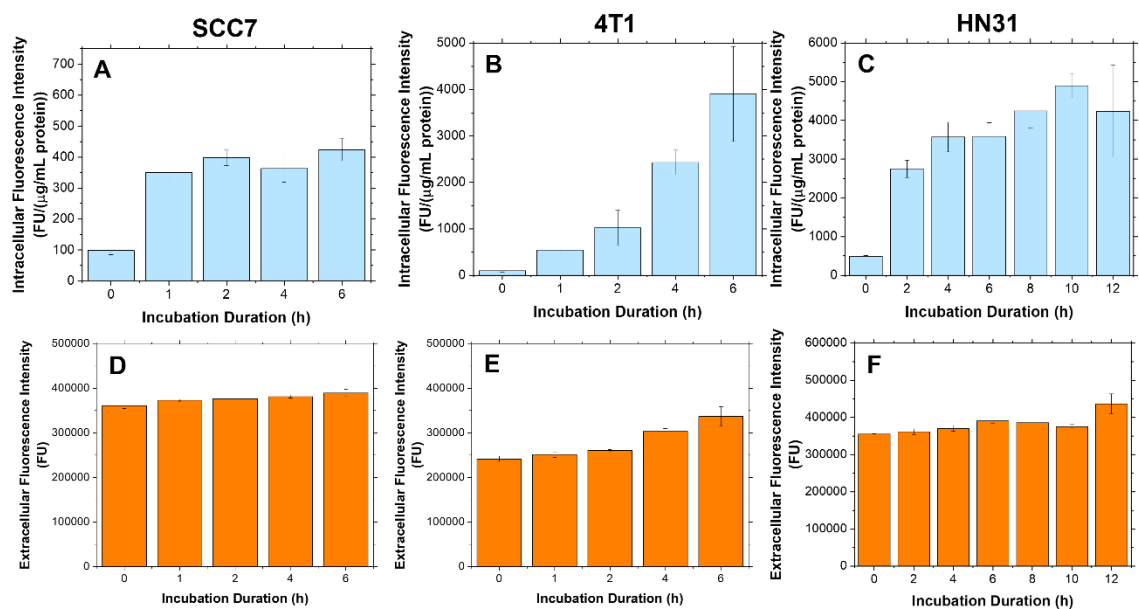 SCC7
4T1
HN31
A
Intracellular Fluorescence Intensity
(FU/(μg/mL protein))
700
600
500
400
300
200
100
0
0 1 2 4 6
Incubation Duration (h)
B
Intracellular Fluorescence Intensity
(FU/(μg/mL protein))
5000
4000
3000
2000
1000
0
0 1 2 4 6
Incubation Duration (h)
C
Intracellular Fluorescence Intensity
(FU/(μg/mL protein))
6000
5000
4000
3000
2000
1000
0
0 2 4 6 8 10 12
Incubation Duration (h)
D
Extracellular Fluorescence Intensity
(FU)
500000
400000
300000
200000
100000
0
0 1 2 4 6
Incubation Duration (h)
E
Extracellular Fluorescence Intensity
(FU)
500000
400000
300000
200000
100000
0
0 1 2 4 6
Incubation Duration (h)
F
Extracellular Fluorescence Intensity
(FU)
600000
500000
400000
300000
200000
100000
0
0 2 4 6 8 10 12
Incubation Duration (h)